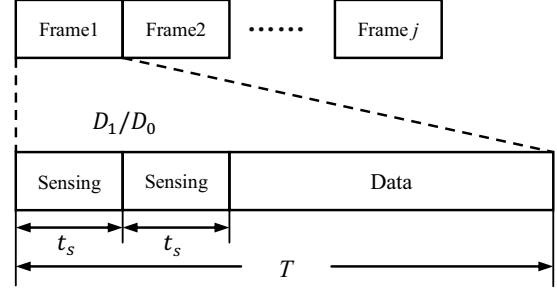 Frame1 Frame2 ...... Frame j
D₁/D₀
Sensing Sensing Data
tₛ tₛ
T